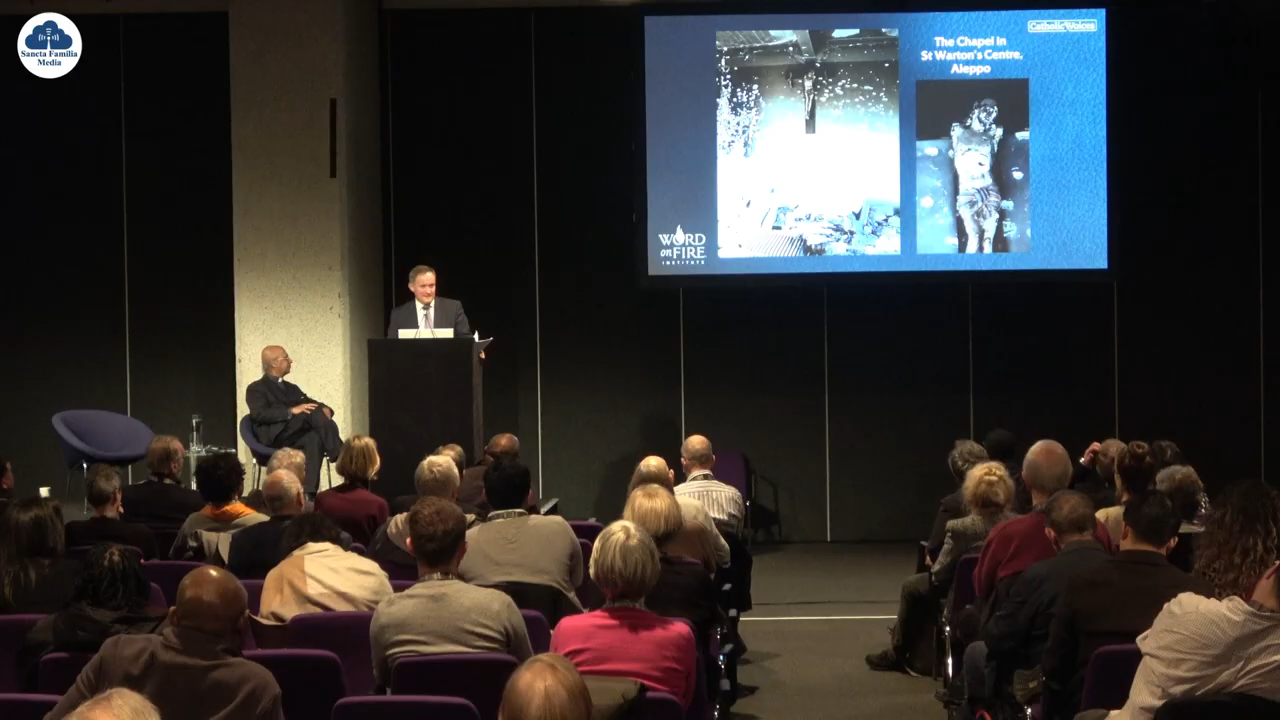 Sancta Familia
Media
Catholic Voices
The Chapel in
St Warton's Centre,
Aleppo
WORD
on FIRE
INSTITUTE